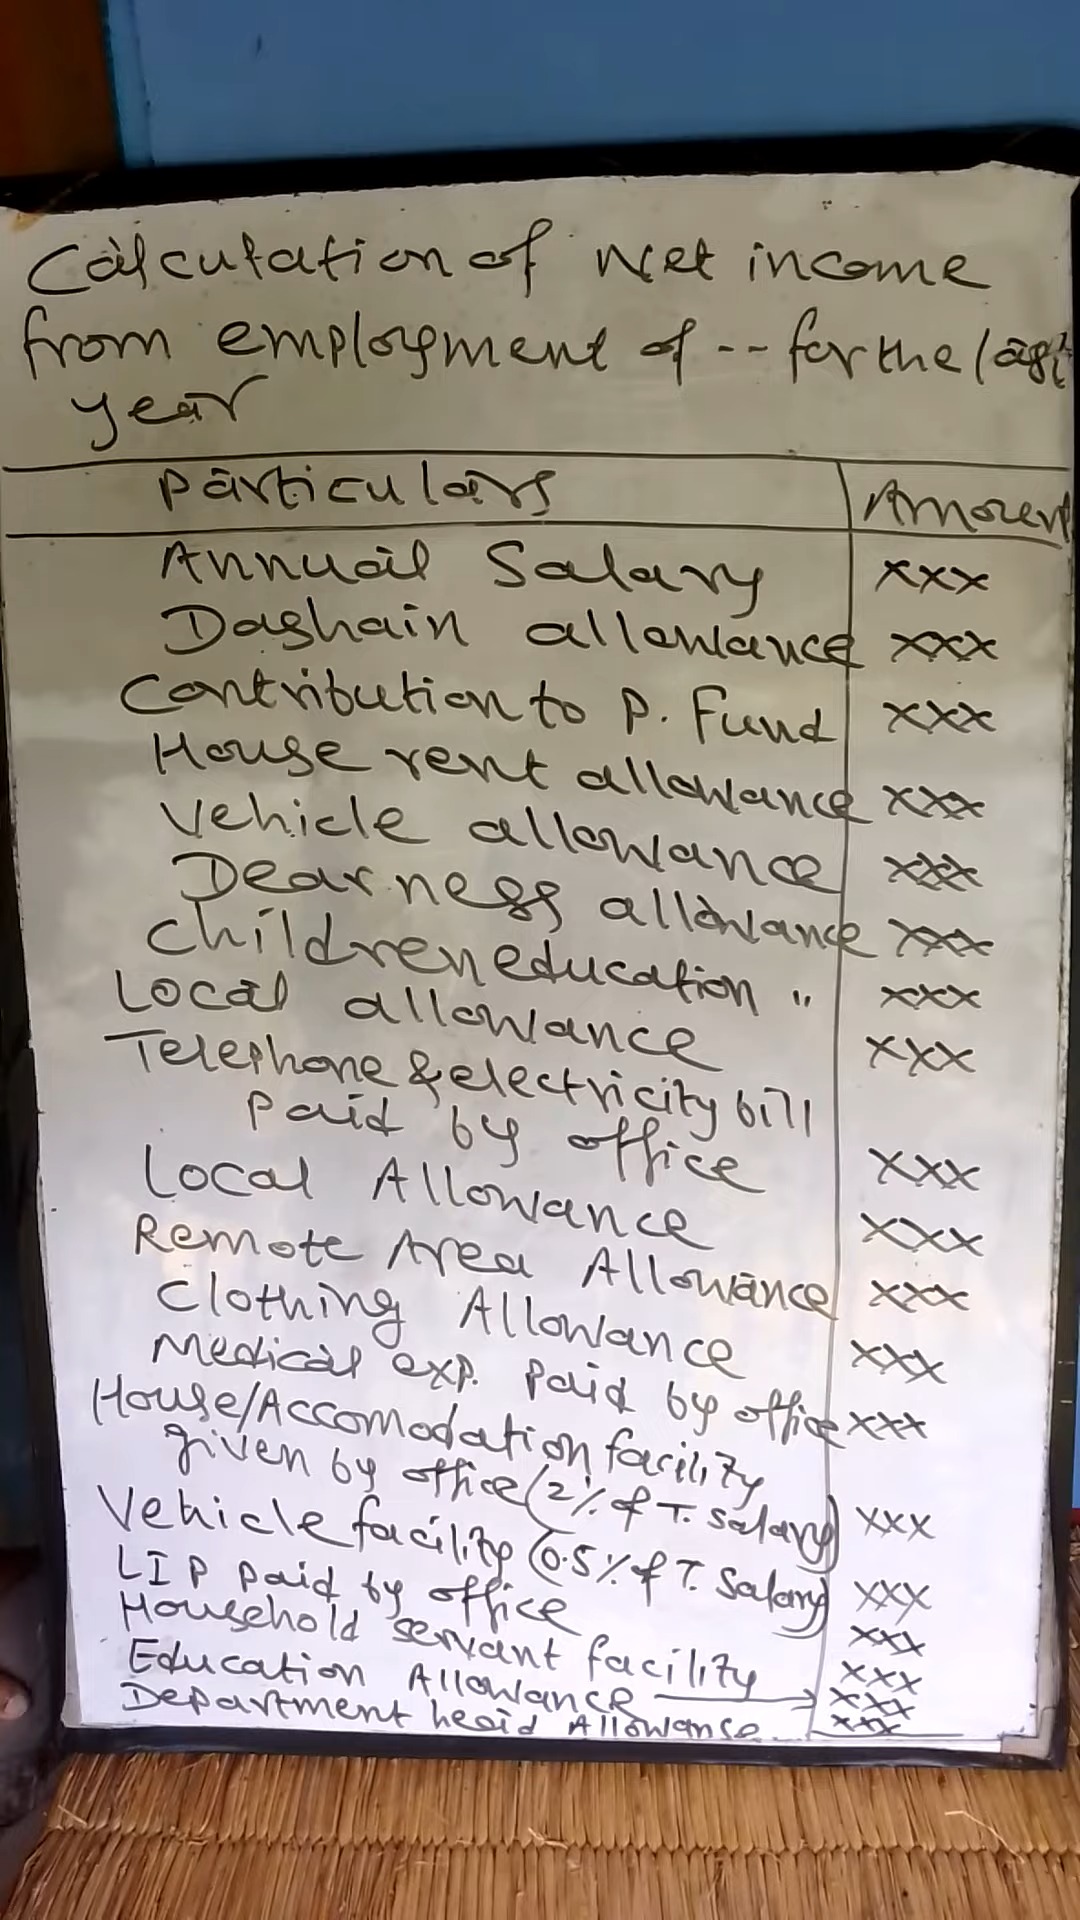 Calculation of Net income
from employment of -- for the last
year
Particulars Amount
Annual Salary xxx
Dashain allowance xxx
Contribution to P. Fund xxx
House rent allowance xxx
Vehicle allowance xxx
Dearness allowance xxx
Children education " xxx
Local allowance xxx
Telephone & electricity bill
paid by office xxx
Local Allowance xxx
Remote Area Allowance xxx
Clothing Allowance xxx
Medical exp. paid by office xxx
House/Accomodation facility
given by office (2% of T. salary) xxx
Vehicle facility (0.5% of T. Salary) xxx
LIP paid by office xxx
Household servant facility xxx
Education Allowance xxx
Department head Allowanse xxx